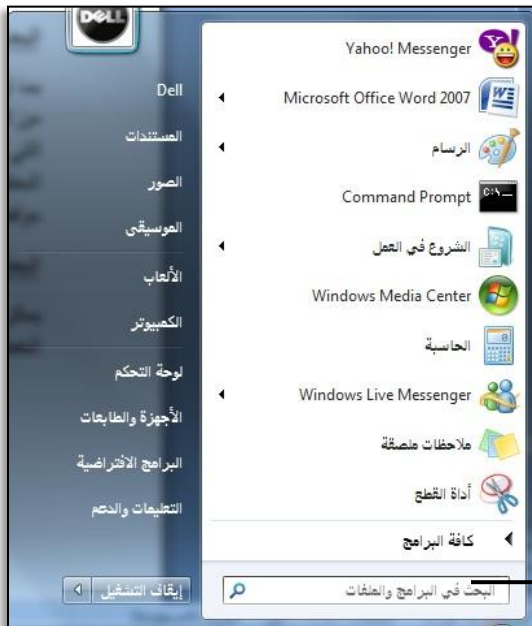 Yahoo! Messenger
Microsoft Office Word 2007
الرسام
Command Prompt
الشروع في العمل
Windows Media Center
الحاسبة
Windows Live Messenger
ملاحظات ملصقة
أداة القطع
كافة البرامج
البحث في البرامج والملفات
DELL
Dell
المستندات
الصور
الموسيقى
الألعاب
الكمبيوتر
لوحة التحكم
الأجهزة والطابعات
البرامج الافتراضية
التعليمات والدعم
إيقاف التشغيل